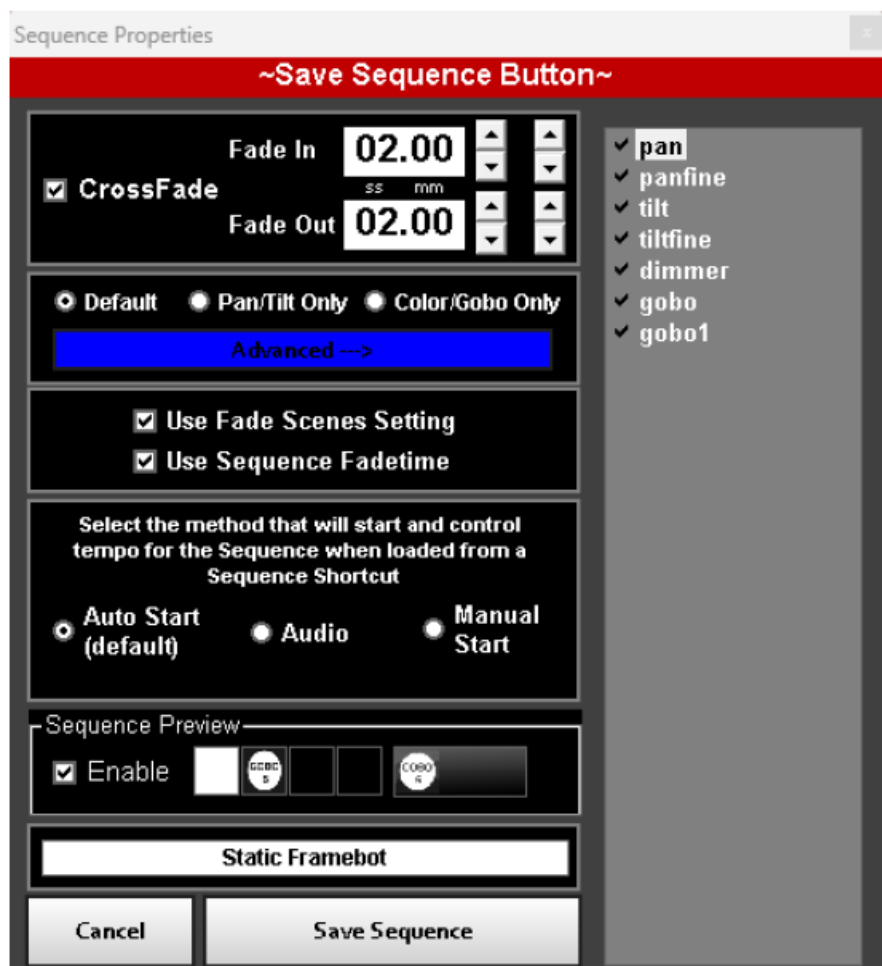 Sequence Properties
x
~Save Sequence Button~
Fade In 02.00
CrossFade
ss mm
Fade Out 02.00
Default Pan/Tilt Only Color/Gobo Only
Advanced --->
Use Fade Scenes Setting
Use Sequence Fadetime
Select the method that will start and control
tempo for the Sequence when loaded from a
Sequence Shortcut
Auto Start
(default)
Audio
Manual
Start
Sequence Preview
Enable
Static Framebot
Cancel Save Sequence
pan
panfine
tilt
tiltfine
dimmer
gobo
gobo1